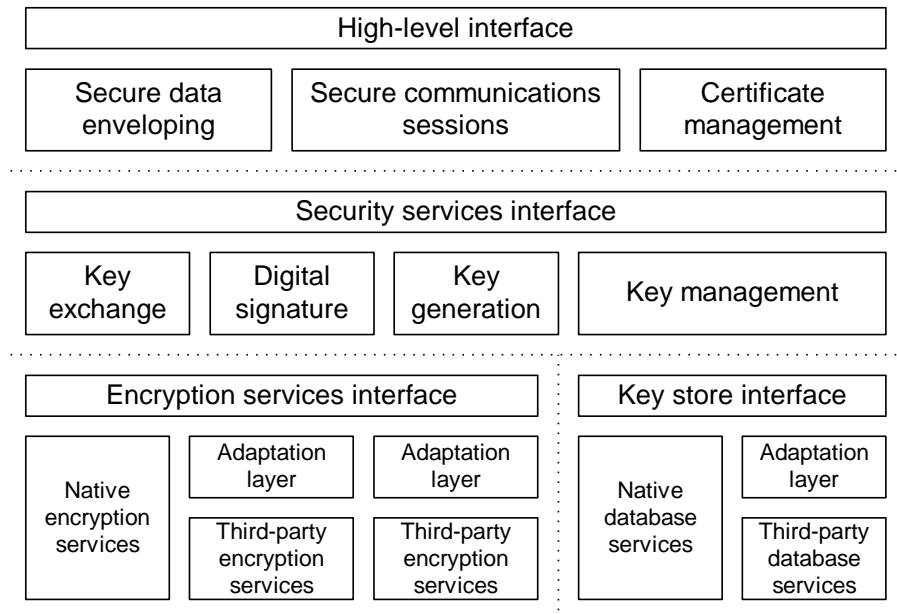 High-level interface
Secure data
enveloping
Secure communications
sessions
Certificate
management
Security services interface
Key
exchange
Digital
signature
Key
generation
Key management
Encryption services interface
Key store interface
Native
encryption
services
Adaptation
layer
Adaptation
layer
Third-party
encryption
services
Third-party
encryption
services
Native
database
services
Adaptation
layer
Third-party
database
services